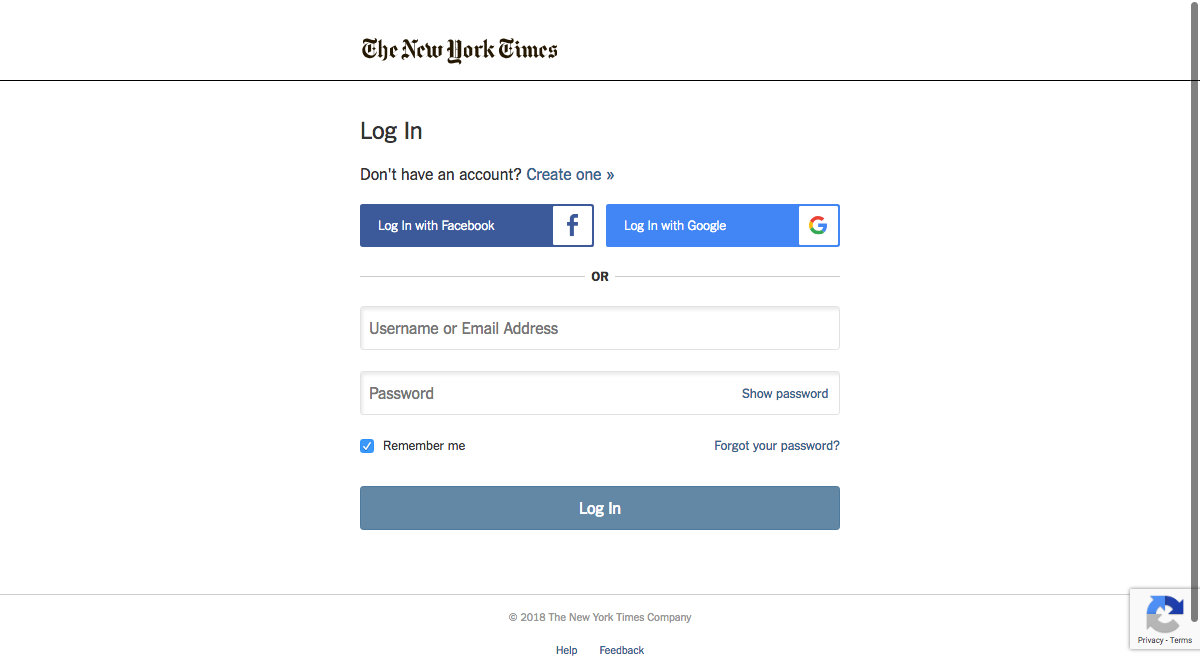 The New York Times
Log In
Don't have an account? Create one »
Log In with Facebook
Log In with Google
OR
Username or Email Address
Password
Show password
Remember me
Forgot your password?
Log In
© 2018 The New York Times Company
Help
Feedback
Privacy - Terms